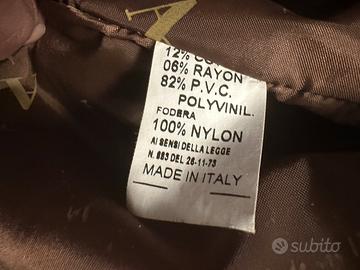 12% CO
06% RAYON
82% P.V.C.
POLYVINIL.
FODERA
100% NYLON
AI SENSI DELLA LEGGE
N. 883 DEL 26-11-73
MADE IN ITALY
A
A
subito